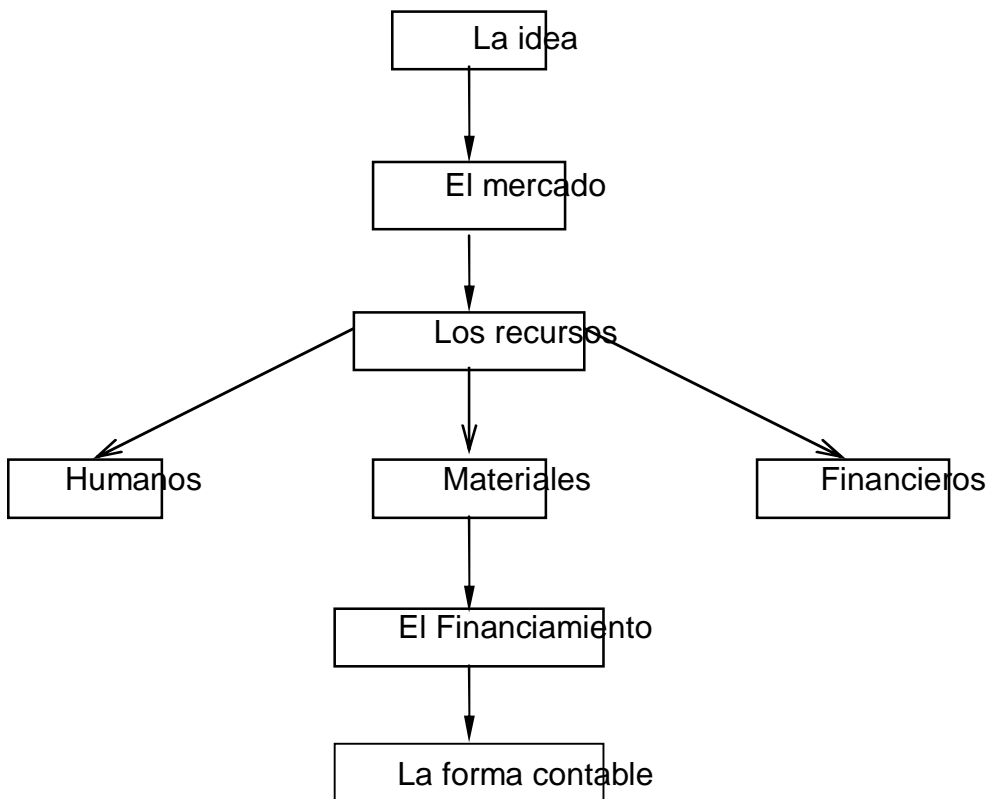 La idea
El mercado
Los recursos
Humanos
Materiales
Financieros
El Financiamiento
La forma contable